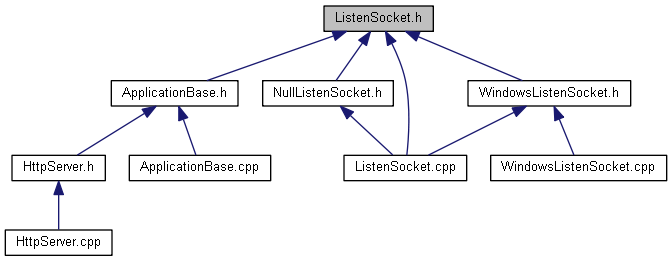 ListenSocket.h
ApplicationBase.h
NullListenSocket.h
WindowsListenSocket.h
HttpServer.h
ApplicationBase.cpp
ListenSocket.cpp
WindowsListenSocket.cpp
HttpServer.cpp